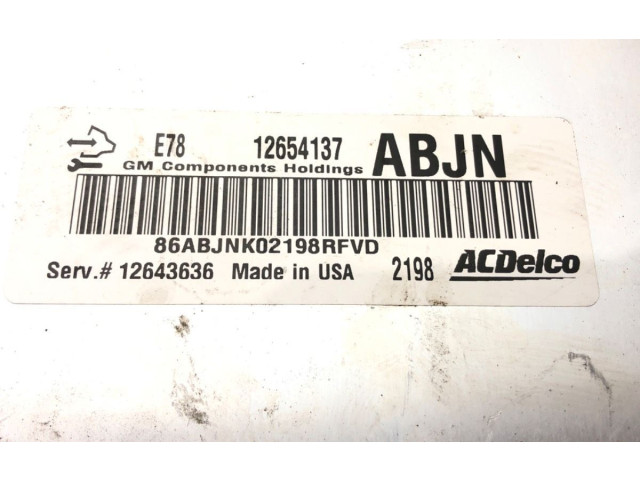 E78 12654137 ABJN
GM Components Holdings
86ABJNK02198RFVD
Serv.# 12643636 Made in USA 2198 ACDelco